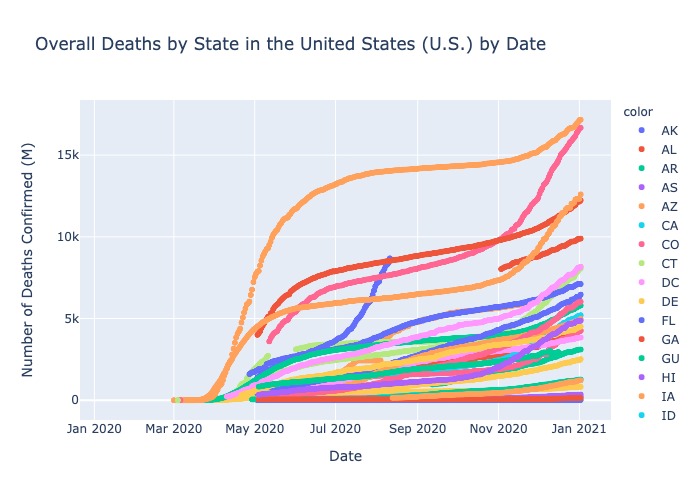 Overall Deaths by State in the United States (U.S.) by Date
color
AK
AL
AR
AS
AZ
CA
CO
CT
DC
DE
FL
GA
GU
HI
IA
ID
Number of Deaths Confirmed (M)
15k
10k
5k
0
Jan 2020
Mar 2020
May 2020
Jul 2020
Sep 2020
Nov 2020
Jan 2021
Date